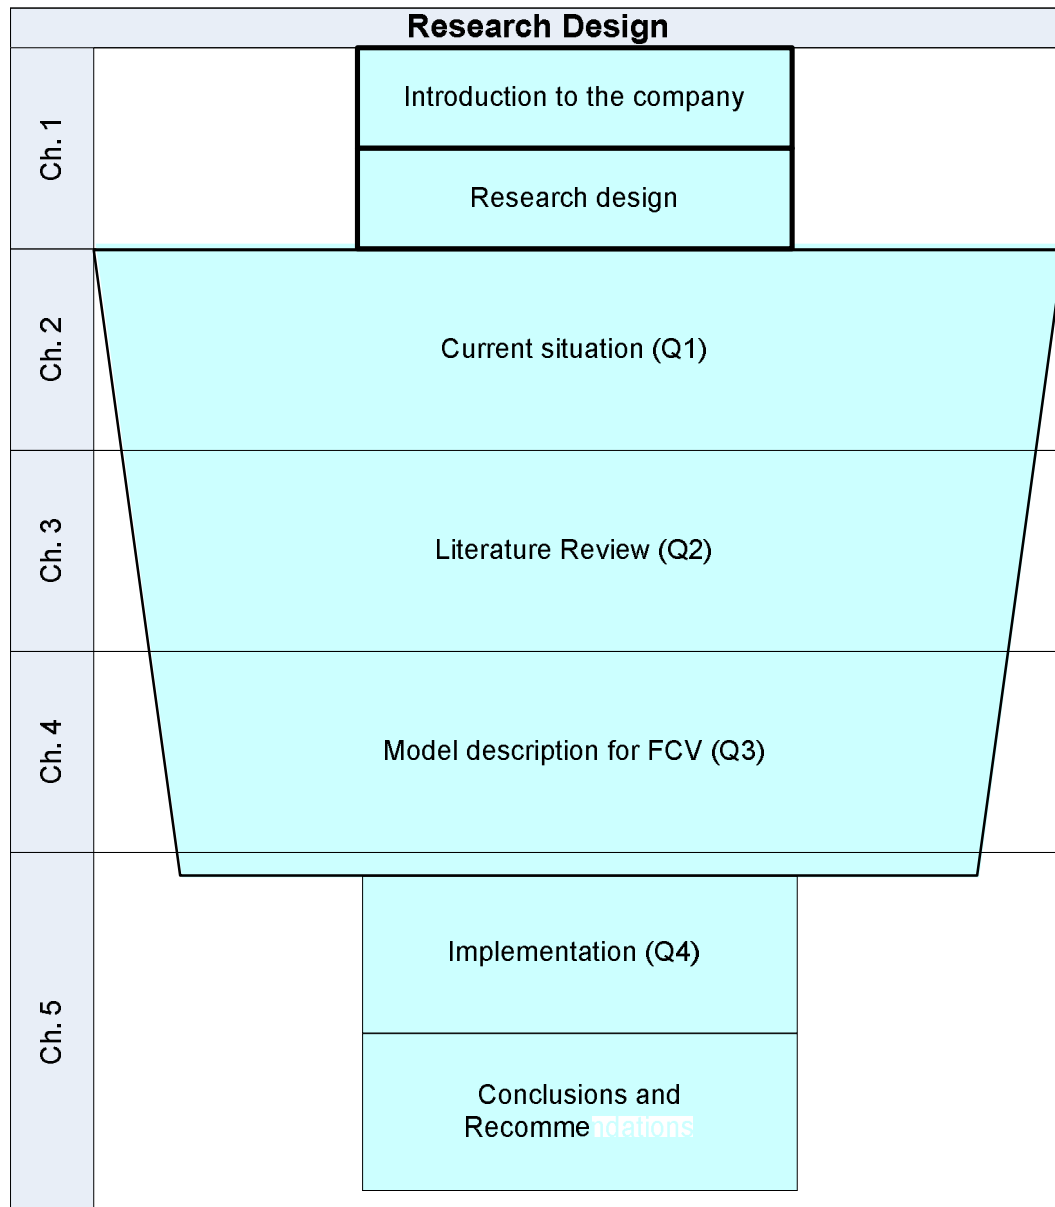 Research Design
Ch. 1
Introduction to the company
Research design
Ch. 2
Current situation (Q1)
Ch. 3
Literature Review (Q2)
Ch. 4
Model description for FCV (Q3)
Ch. 5
Implementation (Q4)
Conclusions and
Recommendations